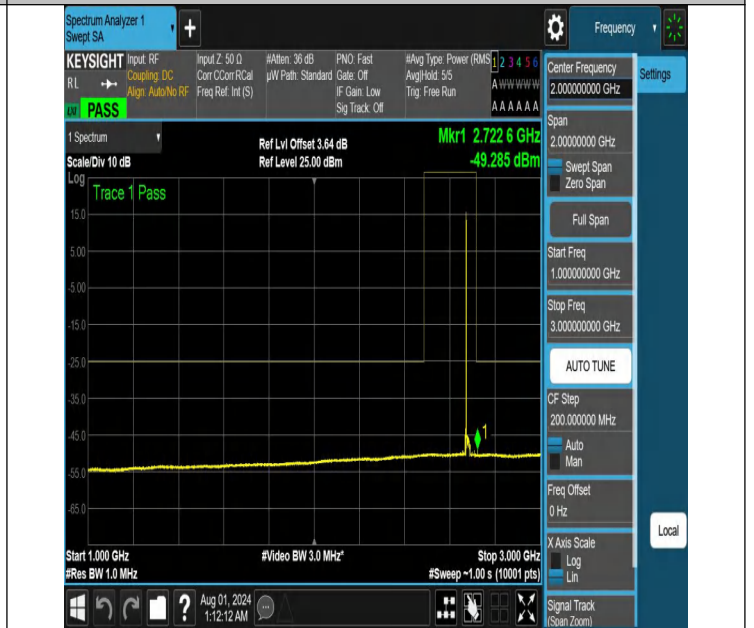 Spectrum Analyzer 1
Swept SA
+
Frequency
KEYSIGHT
RL
PASS
Input: RF
Coupling: DC
Align: Auto/No RF
Input Z: 50 Ω
Corr CCorr RCal
Freq Ref: Int (S)
#Atten: 36 dB
µW Path: Standard
PNO: Fast
Gate: Off
IF Gain: Low
Sig Track: Off
#Avg Type: Power (RMS
Avg|Hold: 5/5
Trig: Free Run
1 2 3 4 5 6
A W W W W W
A A A A A A
1 Spectrum
Scale/Div 10 dB
Ref Lvl Offset 3.64 dB
Ref Level 25.00 dBm
Mkr1 2.722 6 GHz
-49.285 dBm
Log
Trace 1 Pass
15.0
5.00
-5.00
-15.0
-25.0
-35.0
-45.0
-55.0
-65.0
1
Start 1.000 GHz
#Res BW 1.0 MHz
#Video BW 3.0 MHz*
Stop 3.000 GHz
#Sweep ~1.00 s (10001 pts)
Center Frequency
2.000000000 GHz
Settings
Span
2.00000000 GHz
Swept Span
Zero Span
Full Span
Start Freq
1.000000000 GHz
Stop Freq
3.000000000 GHz
AUTO TUNE
CF Step
200.000000 MHz
Auto
Man
Freq Offset
0 Hz
X Axis Scale
Log
Lin
Local
Signal Track
(Span Zoom)
?
Aug 01, 2024
1:12:12 AM